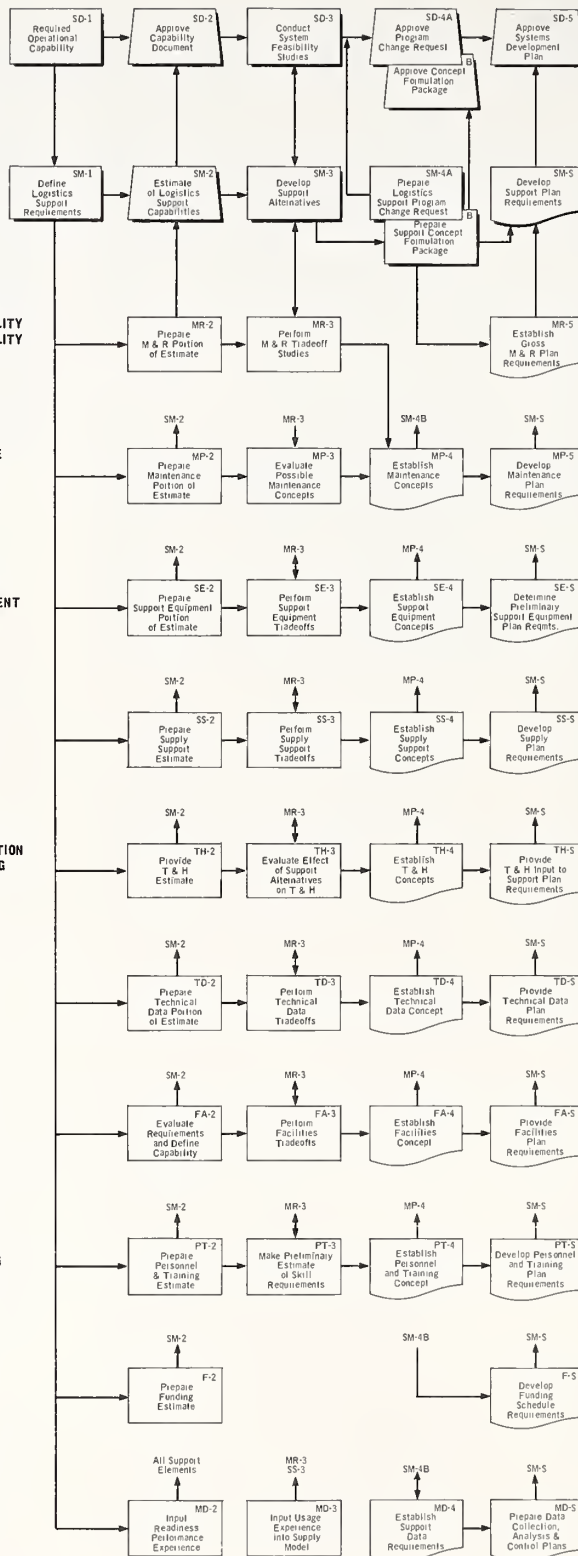 SD-1
Required
Operational
Capability
SD-2
Approve
Capability
Document
SD-3
Conduct
System
Feasibility
Studies
SD-4A
Approve
Program
Change Request
B
Approve Concept
Formulation
Package
SD-5
Approve
Systems
Development
Plan
SM-1
Define
Logistics
Support
Requirements
SM-2
Estimate
of Logistics
Support
Capabilities
SM-3
Develop
Support
Alternatives
SM-4A
Prepare
Logistics
Support Program
Change Request
B
Prepare
Support Concept
Formulation
Package
SM-5
Develop
Support Plan
Requirements
LITY
LITY
MR-2
Prepare
M & R Portion
of Estimate
MR-3
Perform
M & R Tradeoff
Studies
MR-5
Establish
Gross
M & R Plan
Requirements
E
SM-2
MR-3
SM-4B
SM-5
MP-2
Prepare
Maintenance
Portion of
Estimate
MP-3
Evaluate
Possible
Maintenance
Concepts
MP-4
Establish
Maintenance
Concepts
MP-5
Develop
Maintenance
Plan
Requirements
ENT
SM-2
MR-3
MP-4
SM-5
SE-2
Prepare
Support Equipment
Portion
of Estimate
SE-3
Perform
Support
Equipment
Tradeoffs
SE-4
Establish
Support
Equipment
Concepts
SE-5
Determine
Preliminary
Support Equipment
Plan Reqmts.
SM-2
MR-3
MP-4
SM-5
SS-2
Prepare
Supply
Support
Estimate
SS-3
Perform
Supply
Support
Tradeoffs
SS-4
Establish
Supply
Support
Concepts
SS-5
Develop
Supply
Plan
Requirements
TION
G
SM-2
MR-3
MP-4
SM-5
TH-2
Provide
T & H
Estimate
TH-3
Evaluate Effect
of Support
Alternatives
on T & H
TH-4
Establish
T & H
Concepts
TH-5
Provide
T & H Input to
Support Plan
Requirements
SM-2
MR-3
MP-4
SM-5
TD-2
Prepare
Technical
Data Portion
of Estimate
TD-3
Perform
Technical
Data
Tradeoffs
TD-4
Establish
Technical
Data Concept
TD-5
Provide
Technical Data
Plan
Requirements
SM-2
MR-3
MP-4
SM-5
FA-2
Evaluate
Requirements
and Define
Capability
FA-3
Perform
Facilities
Tradeoffs
FA-4
Establish
Facilities
Concept
FA-5
Provide
Facilities
Plan
Requirements
SM-2
MR-3
MP-4
SM-5
PT-2
Prepare
Personnel
& Training
Estimate
PT-3
Make Preliminary
Estimate
of Skill
Requirements
PT-4
Establish
Personnel
and Training
Concept
PT-5
Develop Personnel
and Training
Plan
Requirements
SM-2
SM-4B
SM-5
F-2
Prepare
Funding
Estimate
F-5
Develop
Funding
Schedule
Requirements
All Support
Elements
MR-3
SS-3
SM-4B
SM-5
MD-2
Input
Readiness
Performance
Experience
MD-3
Input Usage
Experience
into Supply
Model
MD-4
Establish
Support
Data
Requirements
MD-5
Prepare Data
Collection,
Analysis &
Control Plans